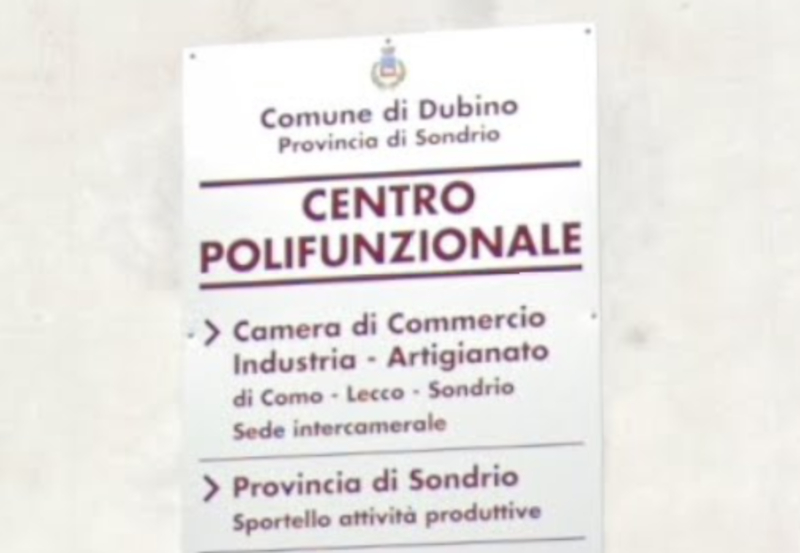 Comune di Dubino
Provincia di Sondrio
CENTRO
POLIFUNZIONALE
Camera di Commercio
Industria - Artigianato
di Como - Lecco - Sondrio
Sede intercamerale
Provincia di Sondrio
Sportello attività produttive